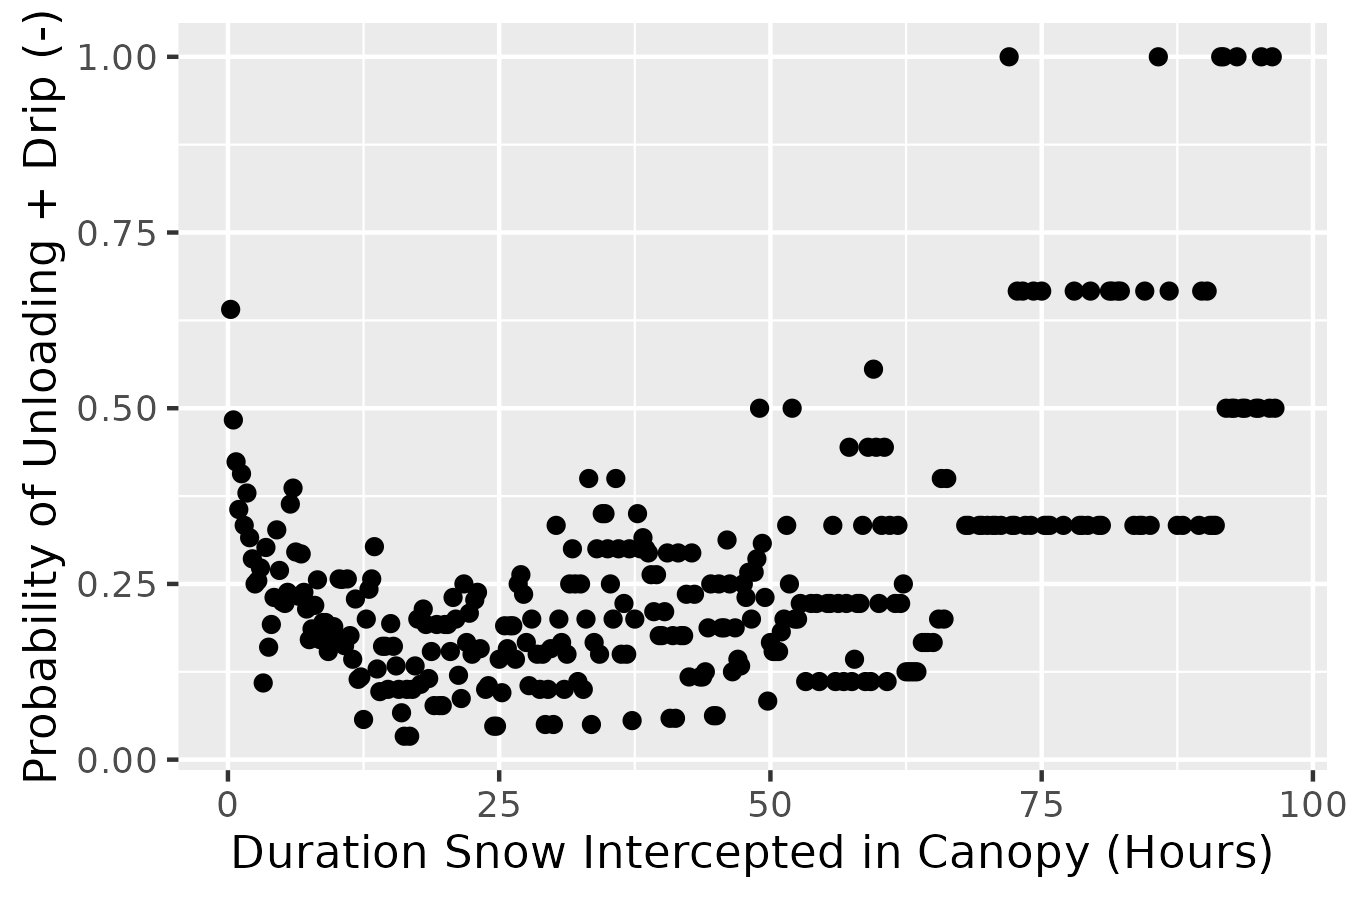 Probability of Unloading + Drip (-)
1.00
0.75
0.50
0.25
0.00
0 25 50 75 100
Duration Snow Intercepted in Canopy (Hours)